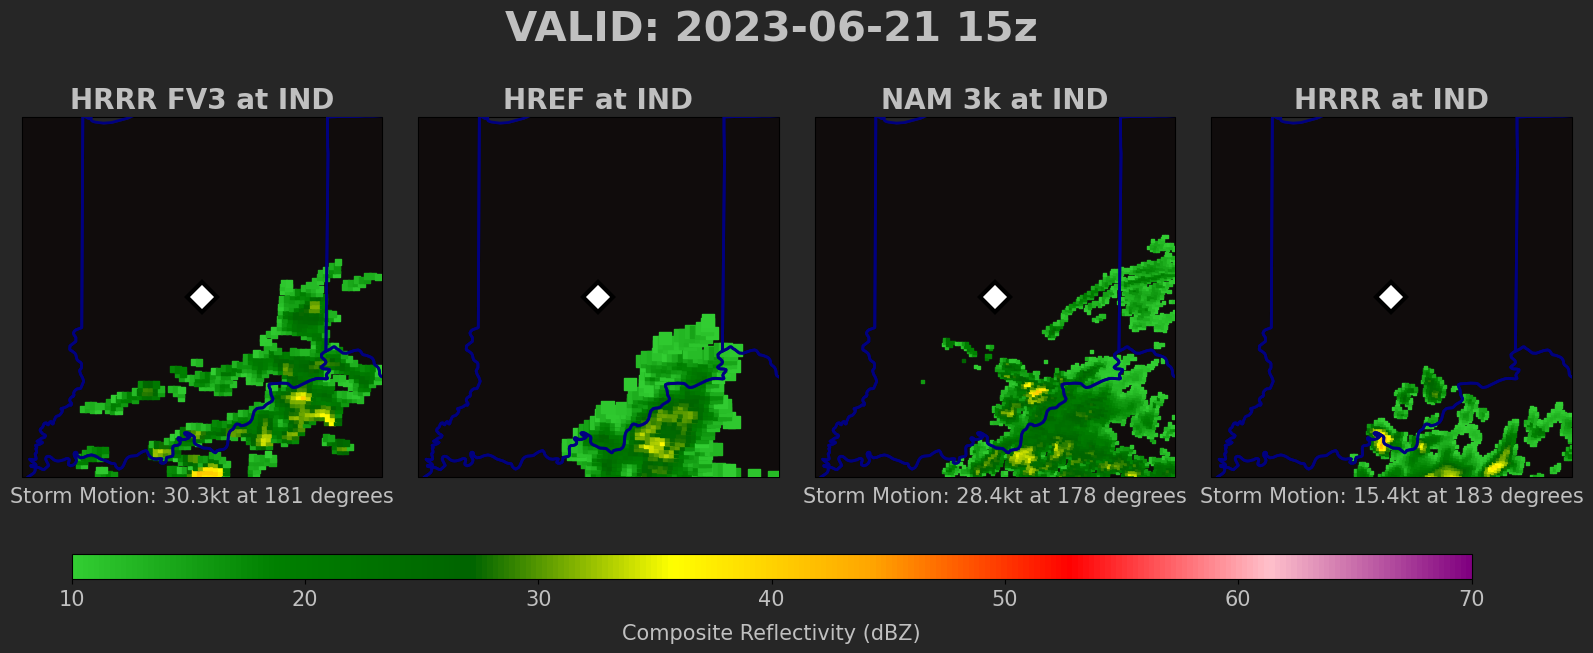 VALID: 2023-06-21 15z
HRRR FV3 at IND
HREF at IND
NAM 3k at IND
HRRR at IND
Storm Motion: 30.3kt at 181 degrees
Storm Motion: 28.4kt at 178 degrees
Storm Motion: 15.4kt at 183 degrees
10 20 30 40 50 60 70
Composite Reflectivity (dBZ)